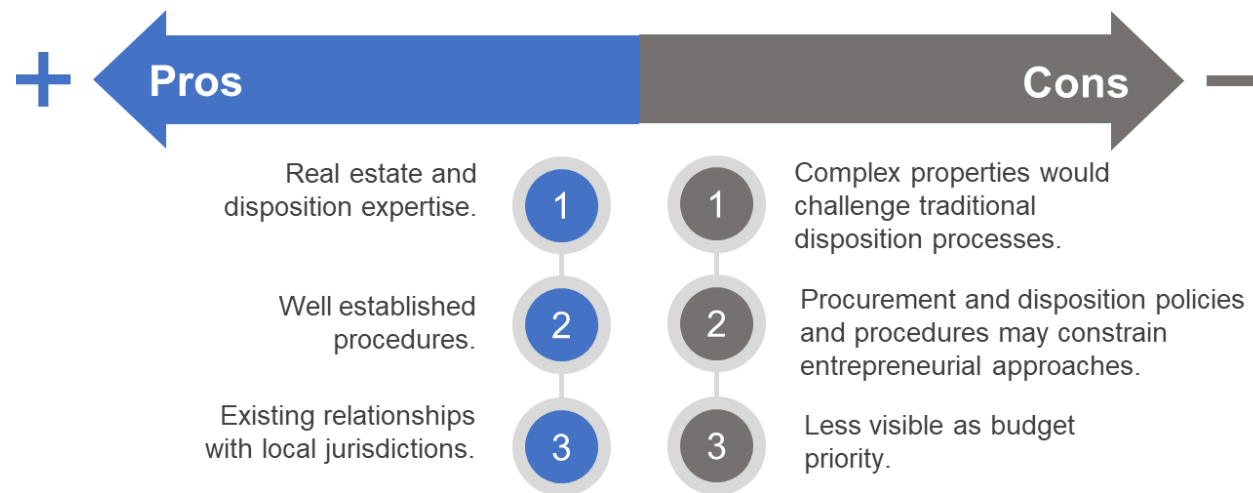 +
Pros
Cons
–
Real estate and
disposition expertise.
1
Well established
procedures.
2
Existing relationships
with local jurisdictions.
3
1
Complex properties would
challenge traditional
disposition processes.
2
Procurement and disposition policies
and procedures may constrain
entrepreneurial approaches.
3
Less visible as budget
priority.